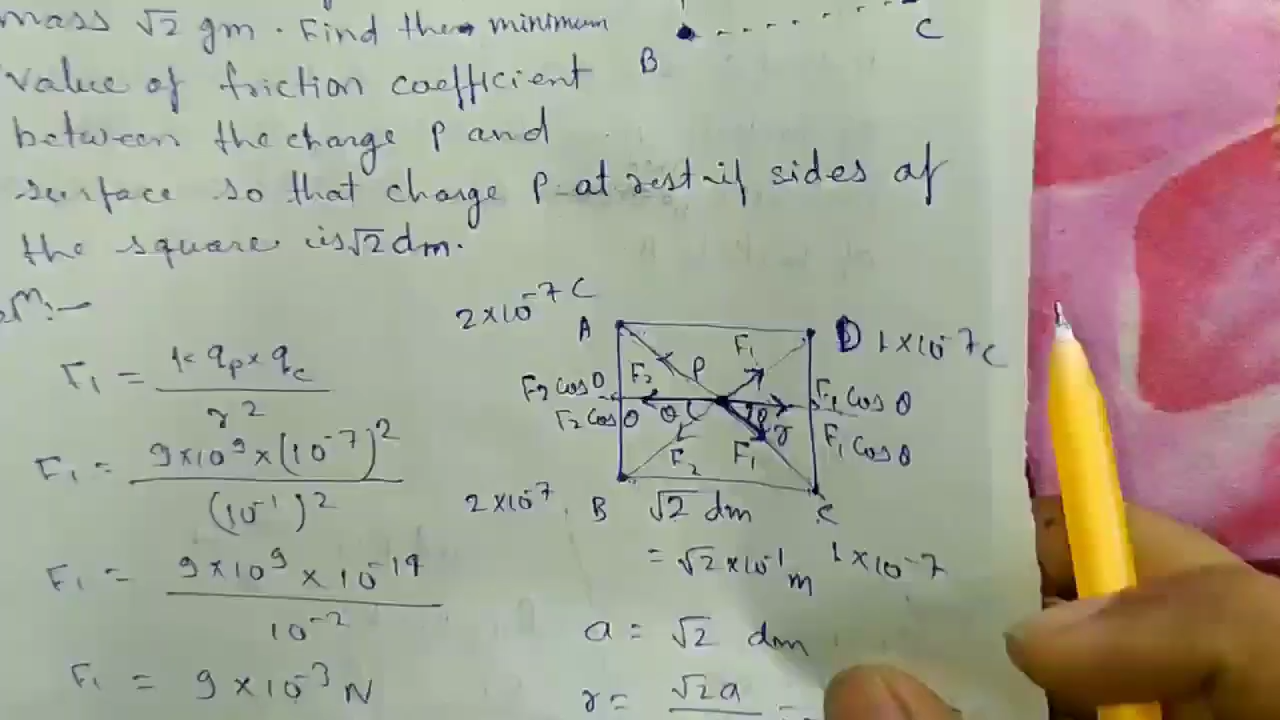 mass √2 gm. Find the minimum
value of friction coefficient
between the charge P and
surface so that charge P at rest if sides of
the square is √2 dm.
B
C
F₁ = K q_p × q_c / r²
F₁ = 9×10⁹ × (10⁻⁷)² / (10⁻¹)²
F₁ = 9×10⁹ × 10⁻¹⁴ / 10⁻²
F₁ = 9×10⁻³ N
2×10⁻⁷ C
A
D 1×10⁻⁷ C
F₁
F₂ P
F₂ cos θ
F₂ cos θ
θ
θ
r
F₁ cos θ
F₁ cos θ
F₂
F₁
2×10⁻⁷ B √2 dm C
= √2×10⁻¹ m 1×10⁻⁷
a = √2 dm
r = √2a